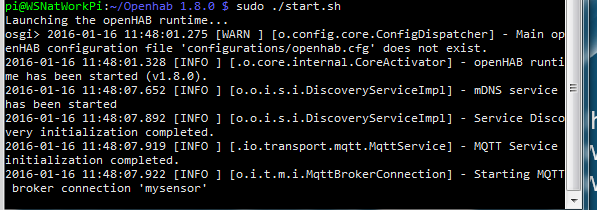 pi@WSNatWorkPi:~/Openhab 1.8.0 $ sudo ./start.sh
Launching the openHAB runtime...
osgi> 2016-01-16 11:48:01.275 [WARN ] [o.config.core.ConfigDispatcher] - Main op
enHAB configuration file 'configurations/openhab.cfg' does not exist.
2016-01-16 11:48:01.328 [INFO ] [.o.core.internal.CoreActivator] - openHAB runti
me has been started (v1.8.0).
2016-01-16 11:48:07.652 [INFO ] [o.o.i.s.i.DiscoveryServiceImpl] - mDNS service
has been started
2016-01-16 11:48:07.892 [INFO ] [o.o.i.s.i.DiscoveryServiceImpl] - Service Disco
very initialization completed.
2016-01-16 11:48:07.919 [INFO ] [.io.transport.mqtt.MqttService] - MQTT Service
initialization completed.
2016-01-16 11:48:07.922 [INFO ] [o.i.t.m.i.MqttBrokerConnection] - Starting MQTT
 broker connection 'mysensor'